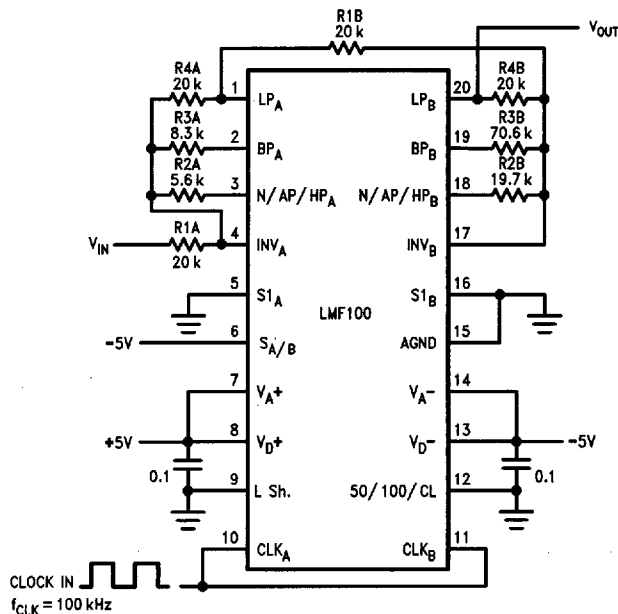 R1B
20 k
V_OUT
R4A
20 k
1
LP_A
LP_B
20
R4B
20 k
R3A
8.3 k
2
BP_A
BP_B
19
R3B
70.6 k
R2A
5.6 k
3
N/AP/HP_A
N/AP/HP_B
18
R2B
19.7 k
V_IN
R1A
20 k
4
INV_A
INV_B
17
5
S1_A
S1_B
16
LMF100
-5V
6
S_A/B
AGND
15
7
V_A+
V_A-
14
+5V
8
V_D+
V_D-
13
-5V
0.1
9
L Sh.
50/100/CL
12
0.1
10
CLK_A
CLK_B
11
CLOCK IN
f_CLK = 100 kHz